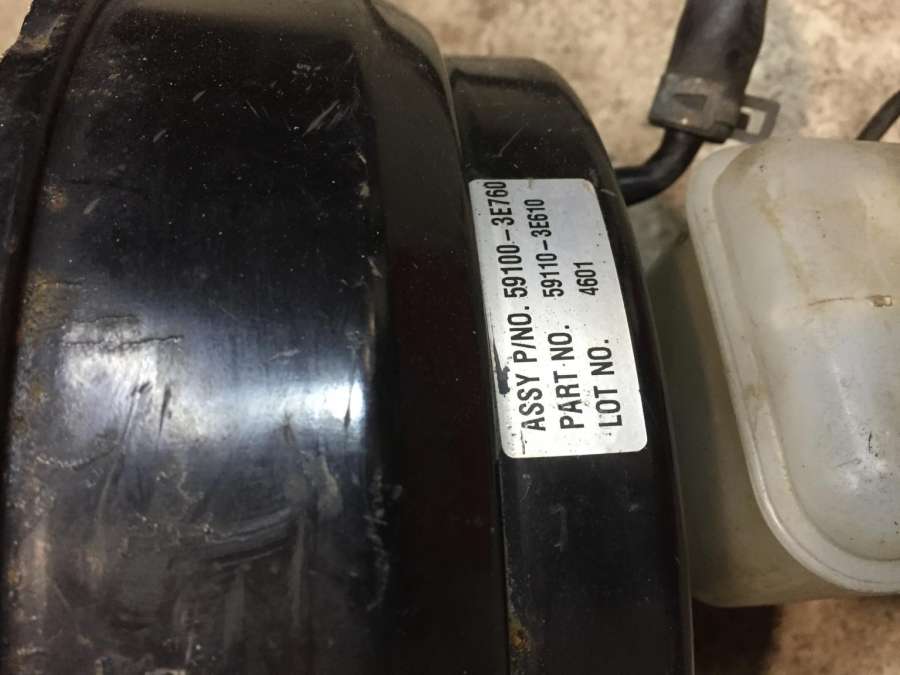 ASSY P/NO. 59100-3E760
PART NO. 59110-3E610
LOT NO. 4601